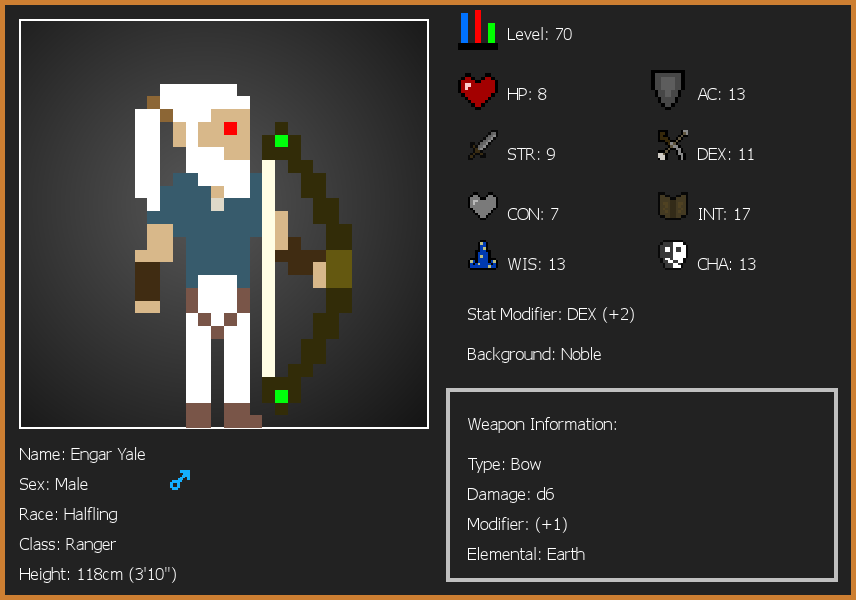 Level: 70
HP: 8
AC: 13
STR: 9
DEX: 11
CON: 7
INT: 17
WIS: 13
CHA: 13
Stat Modifier: DEX (+2)
Background: Noble
Weapon Information:
Type: Bow
Damage: d6
Modifier: (+1)
Elemental: Earth
Name: Engar Yale
Sex: Male
Race: Halfling
Class: Ranger
Height: 118cm (3'10")